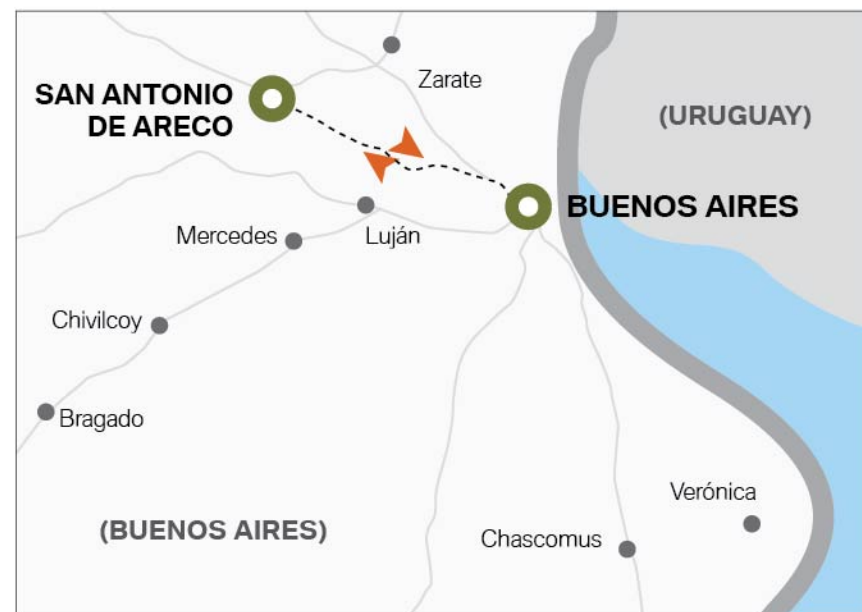 Zarate
SAN ANTONIO
DE ARECO
(URUGUAY)
BUENOS AIRES
Mercedes
Luján
Chivilcoy
Bragado
Verónica
(BUENOS AIRES)
Chascomus